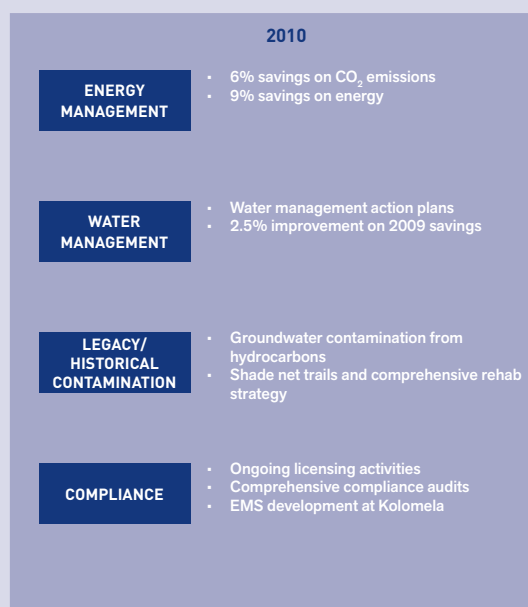 2010
ENERGY
MANAGEMENT
▪ 6% savings on CO₂ emissions
▪ 9% savings on energy
WATER
MANAGEMENT
▪ Water management action plans
▪ 2.5% improvement on 2009 savings
LEGACY/
HISTORICAL
CONTAMINATION
▪ Groundwater contamination from
hydrocarbons
▪ Shade net trails and comprehensive rehab
strategy
COMPLIANCE
▪ Ongoing licensing activities
▪ Comprehensive compliance audits
▪ EMS development at Kolomela